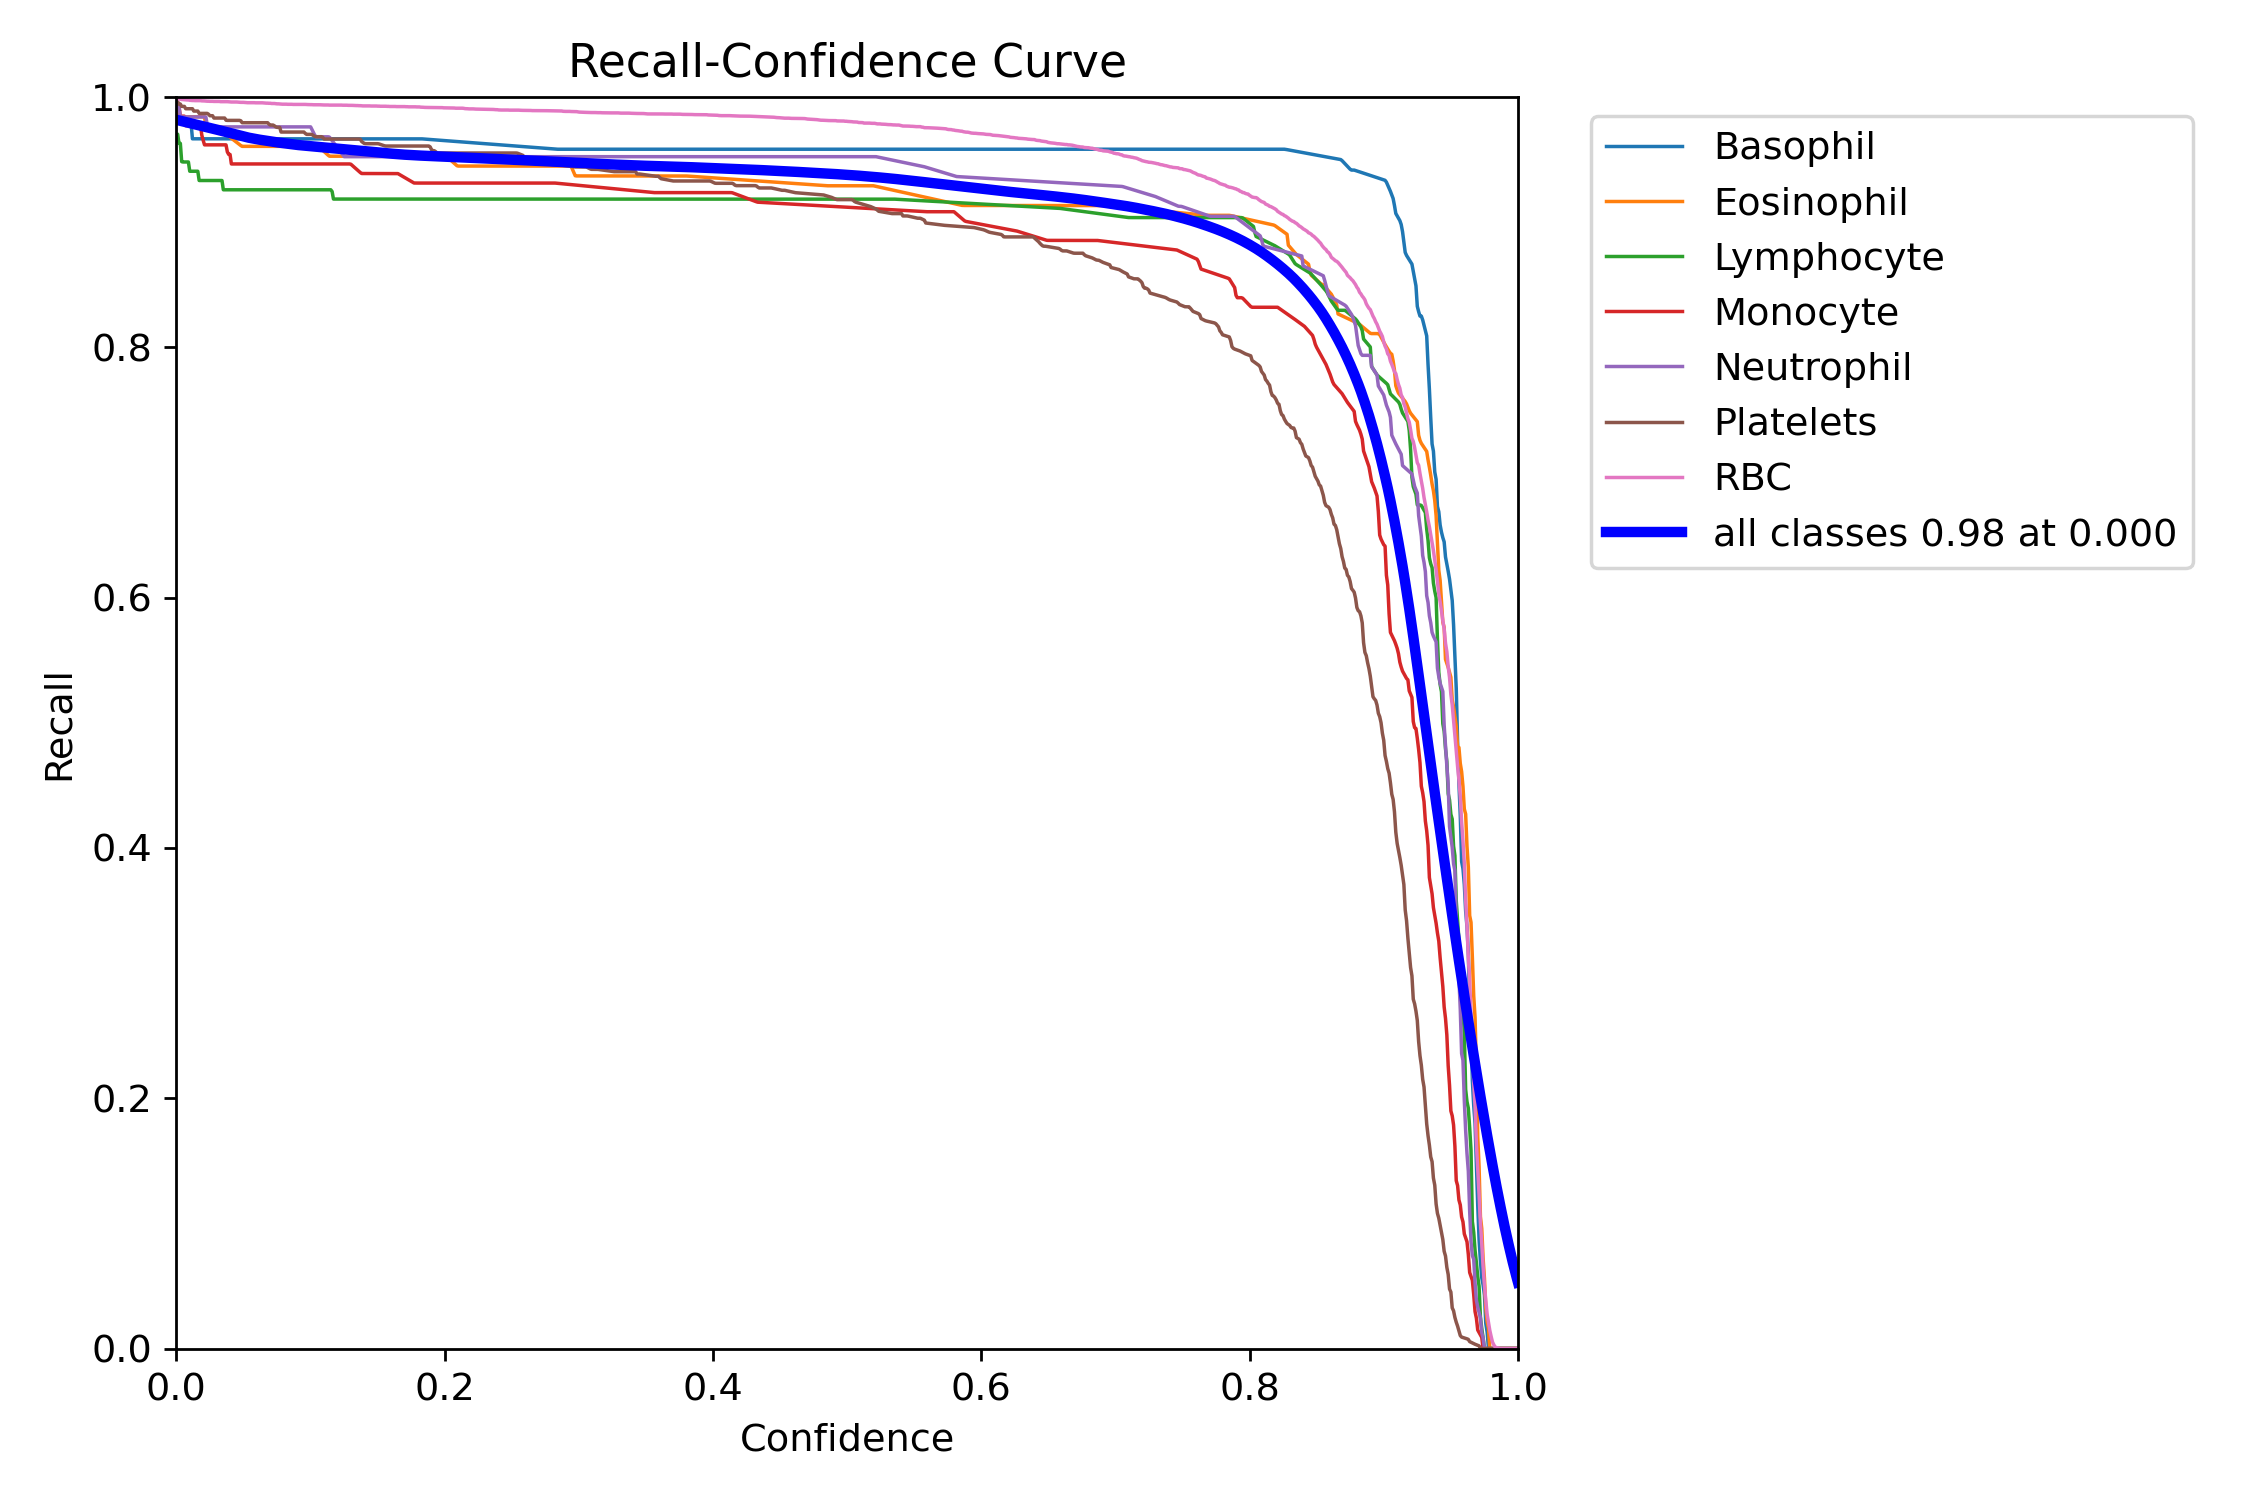 Recall-Confidence Curve
1.0
0.8
0.6
0.4
0.2
0.0
Recall
0.0 0.2 0.4 0.6 0.8 1.0
Confidence
Basophil
Eosinophil
Lymphocyte
Monocyte
Neutrophil
Platelets
RBC
all classes 0.98 at 0.000